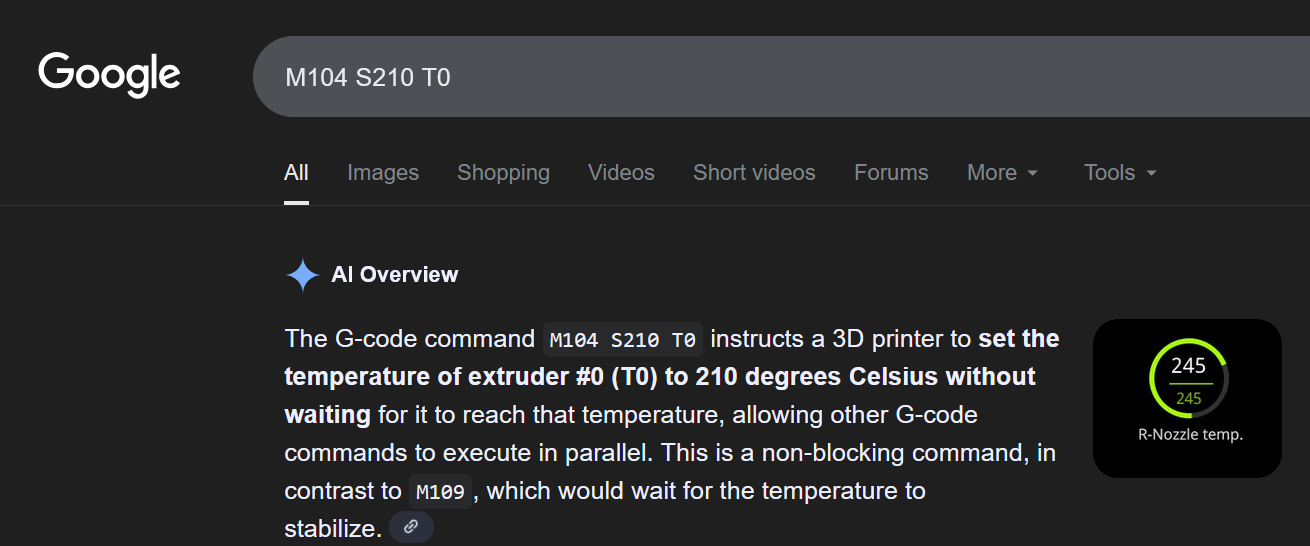 Google
M104 S210 T0
All Images Shopping Videos Short videos Forums More Tools
AI Overview
The G-code command M104 S210 T0 instructs a 3D printer to set the
temperature of extruder #0 (T0) to 210 degrees Celsius without
waiting for it to reach that temperature, allowing other G-code
commands to execute in parallel. This is a non-blocking command, in
contrast to M109, which would wait for the temperature to
stabilize.
245
245
R-Nozzle temp.